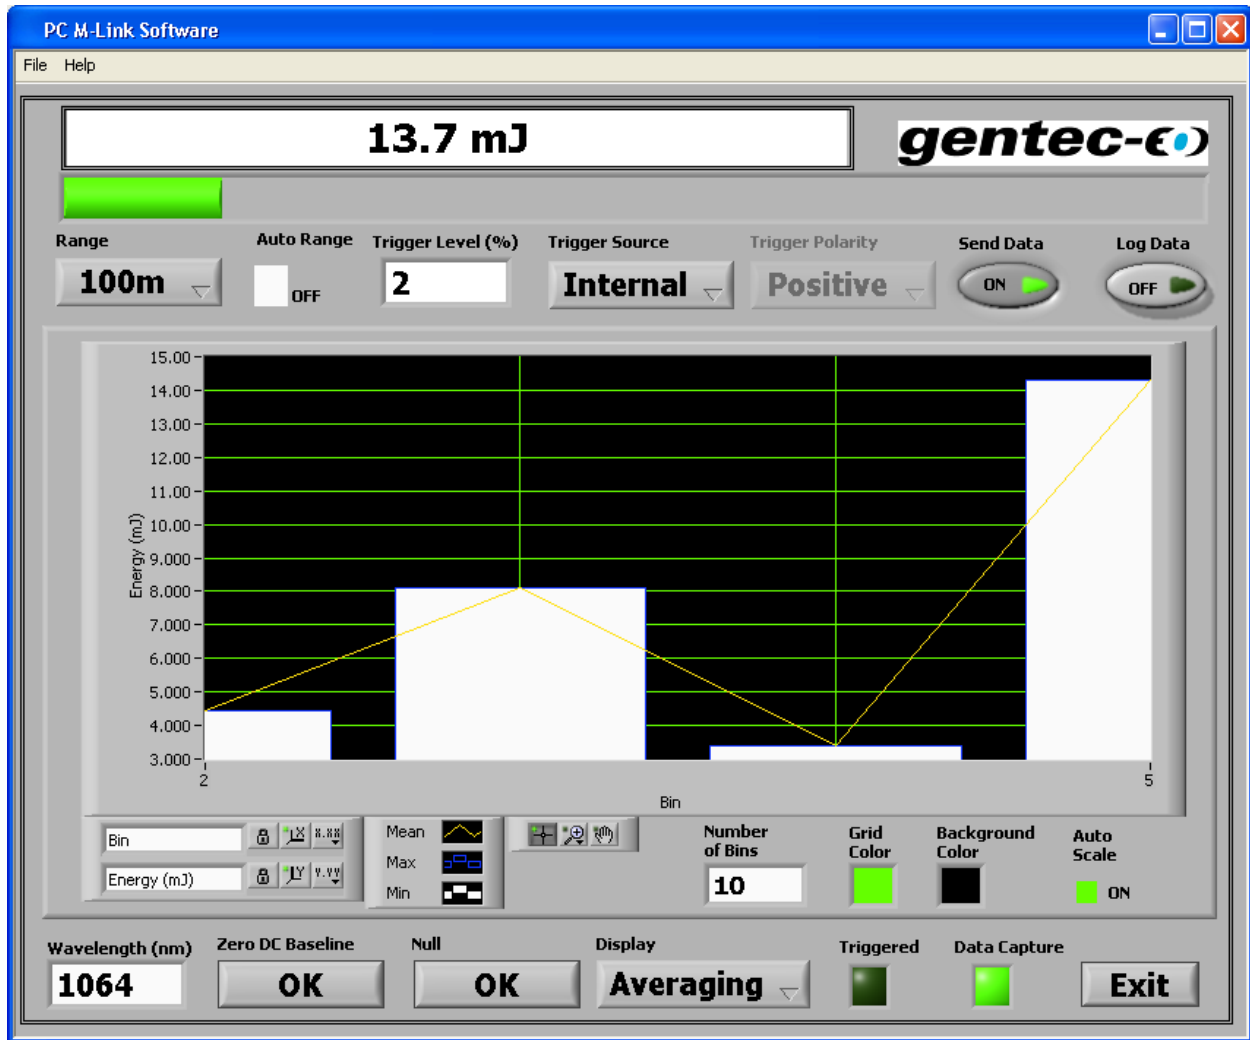 PC M-Link Software
File Help
13.7 mJ
gentec-EO
Range Auto Range Trigger Level (%) Trigger Source Trigger Polarity Send Data Log Data
100m OFF 2 Internal Positive ON OFF
15.00
14.00
13.00
12.00
11.00
10.00
9.000
8.000
7.000
6.000
5.000
4.000
3.000
Energy (mJ)
2 5
Bin
Bin X X.XX
Energy (mJ) Y Y.YY
Mean
Max
Min
Number of Bins
10
Grid Color
Background Color
Auto Scale
ON
Wavelength (nm) Zero DC Baseline Null Display Triggered Data Capture
1064 OK OK Averaging Exit